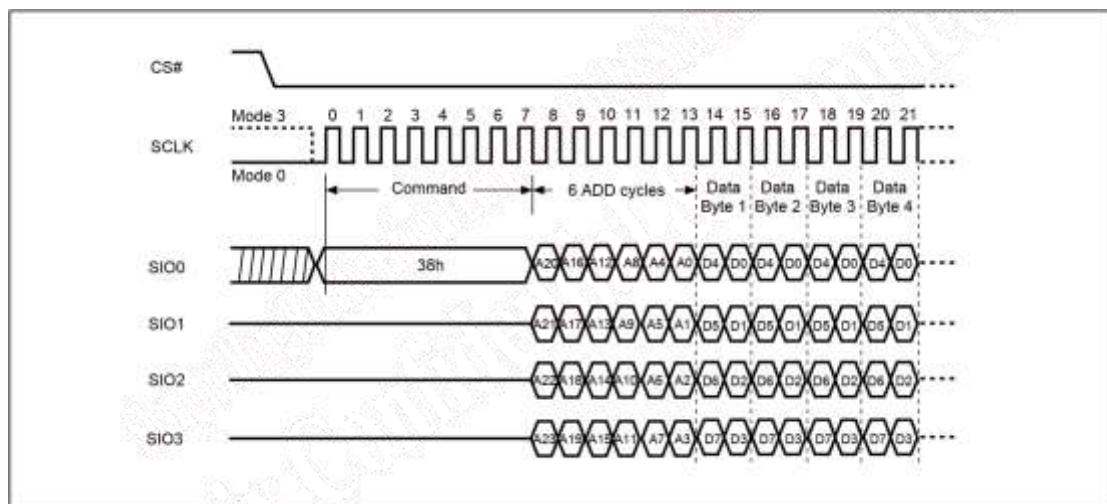 CS#
Mode 3 0 1 2 3 4 5 6 7 8 9 10 11 12 13 14 15 16 17 18 19 20 21
SCLK
Mode 0
Command 6 ADD cycles Data Byte 1 Data Byte 2 Data Byte 3 Data Byte 4
SIO0 38h A20 A16 A12 A8 A4 A0 D4 D0 D4 D0 D4 D0 D4 D0
SIO1 A21 A17 A13 A9 A5 A1 D5 D1 D5 D1 D5 D1 D5 D1
SIO2 A22 A18 A14 A10 A6 A2 D6 D2 D6 D2 D6 D2 D6 D2
SIO3 A23 A19 A15 A11 A7 A3 D7 D3 D7 D3 D7 D3 D7 D3